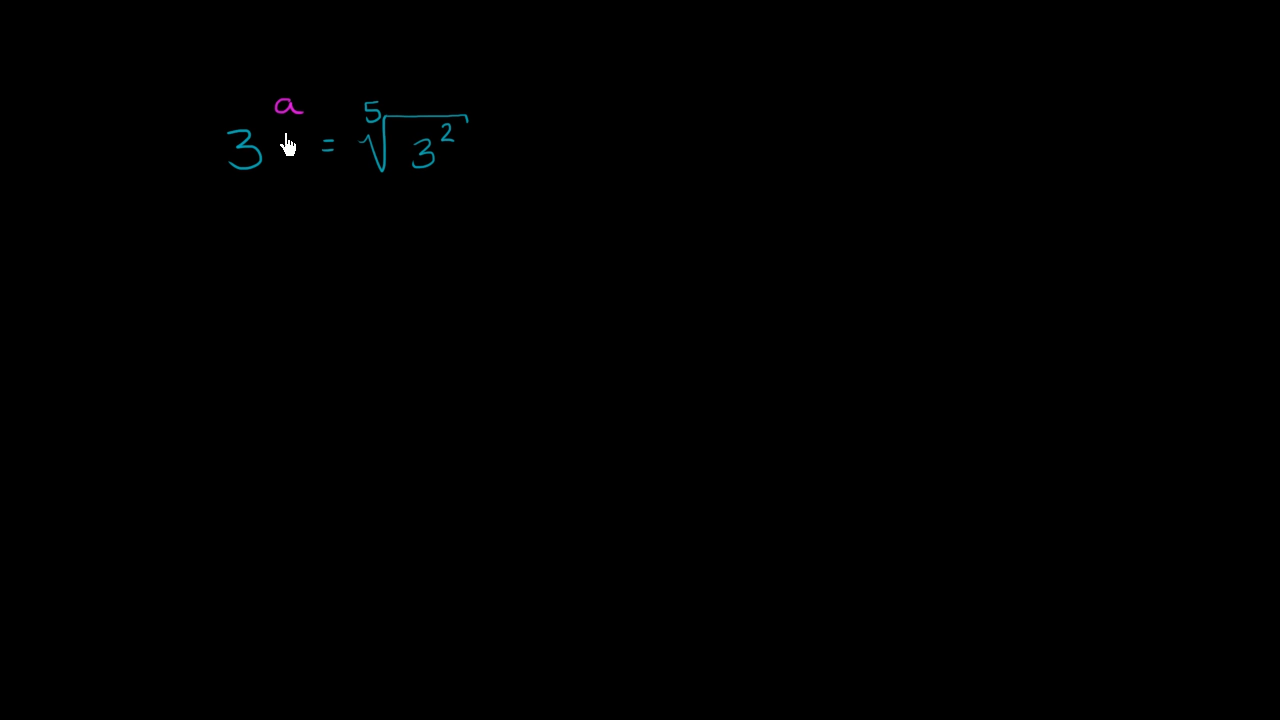 3^a = ⁵√(3²)